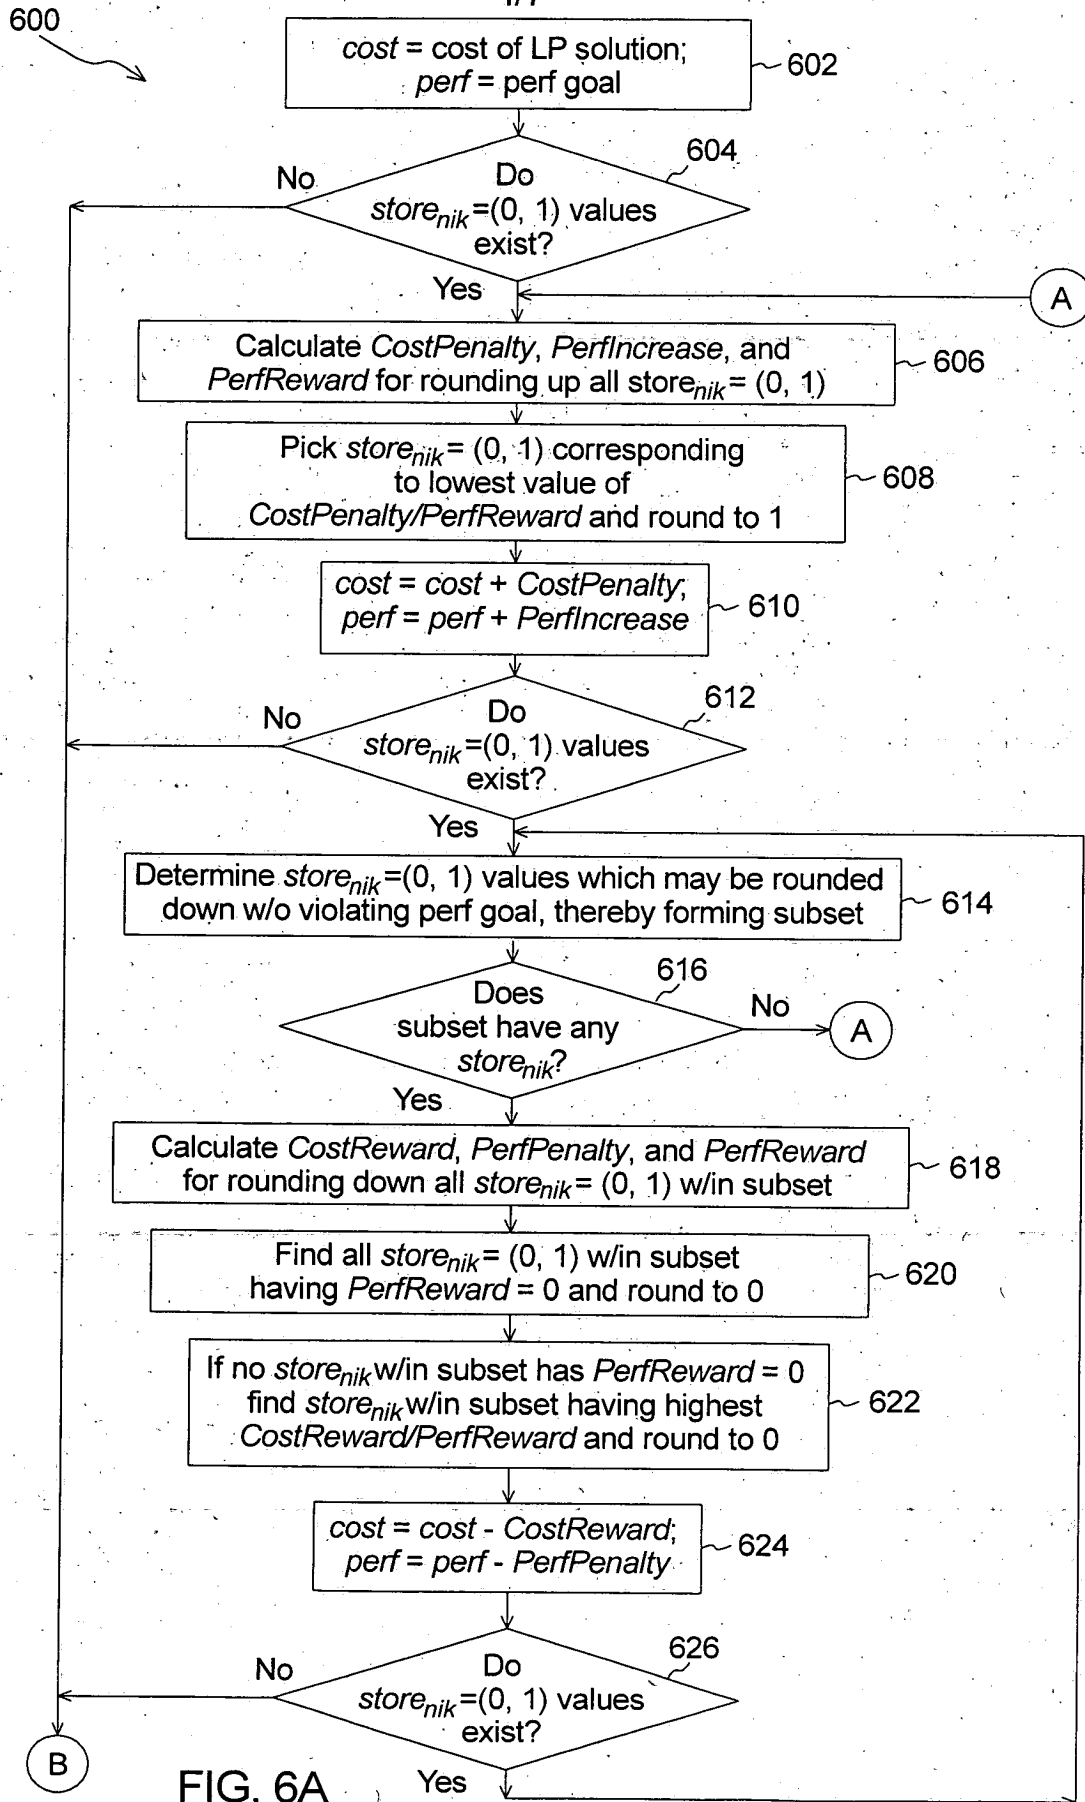 600
cost = cost of LP solution;
perf = perf goal
602
604
No
Do
store_nik =(0, 1) values
exist?
Yes
A
Calculate CostPenalty, PerfIncrease, and
PerfReward for rounding up all store_nik = (0, 1)
606
Pick store_nik = (0, 1) corresponding
to lowest value of
CostPenalty/PerfReward and round to 1
608
cost = cost + CostPenalty;
perf = perf + PerfIncrease
610
612
No
Do
store_nik =(0, 1) values
exist?
Yes
Determine store_nik =(0, 1) values which may be rounded
down w/o violating perf goal, thereby forming subset
614
616
Does
subset have any
store_nik?
No
A
Yes
Calculate CostReward, PerfPenalty, and PerfReward
for rounding down all store_nik = (0, 1) w/in subset
618
Find all store_nik = (0, 1) w/in subset
having PerfReward = 0 and round to 0
620
If no store_nik w/in subset has PerfReward = 0
find store_nik w/in subset having highest
CostReward/PerfReward and round to 0
622
cost = cost - CostReward;
perf = perf - PerfPenalty
624
626
No
Do
store_nik =(0, 1) values
exist?
B
Yes
FIG. 6A